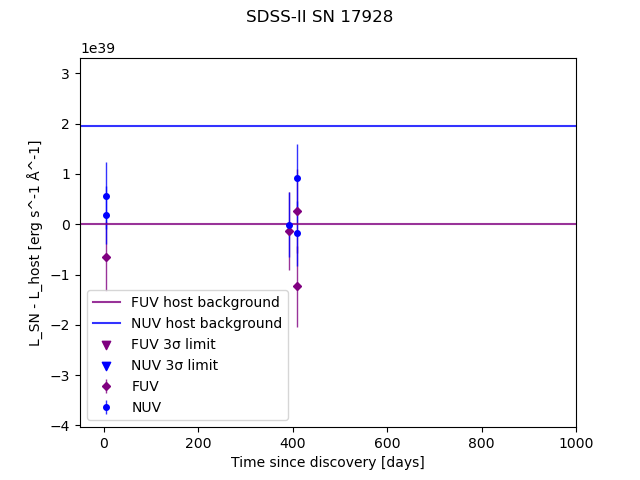 SDSS-II SN 17928
1e39
L_SN - L_host [erg s^-1 Å^-1]
3
2
1
0
−1
−2
−3
−4
FUV host background
NUV host background
FUV 3σ limit
NUV 3σ limit
FUV
NUV
0 200 400 600 800 1000
Time since discovery [days]